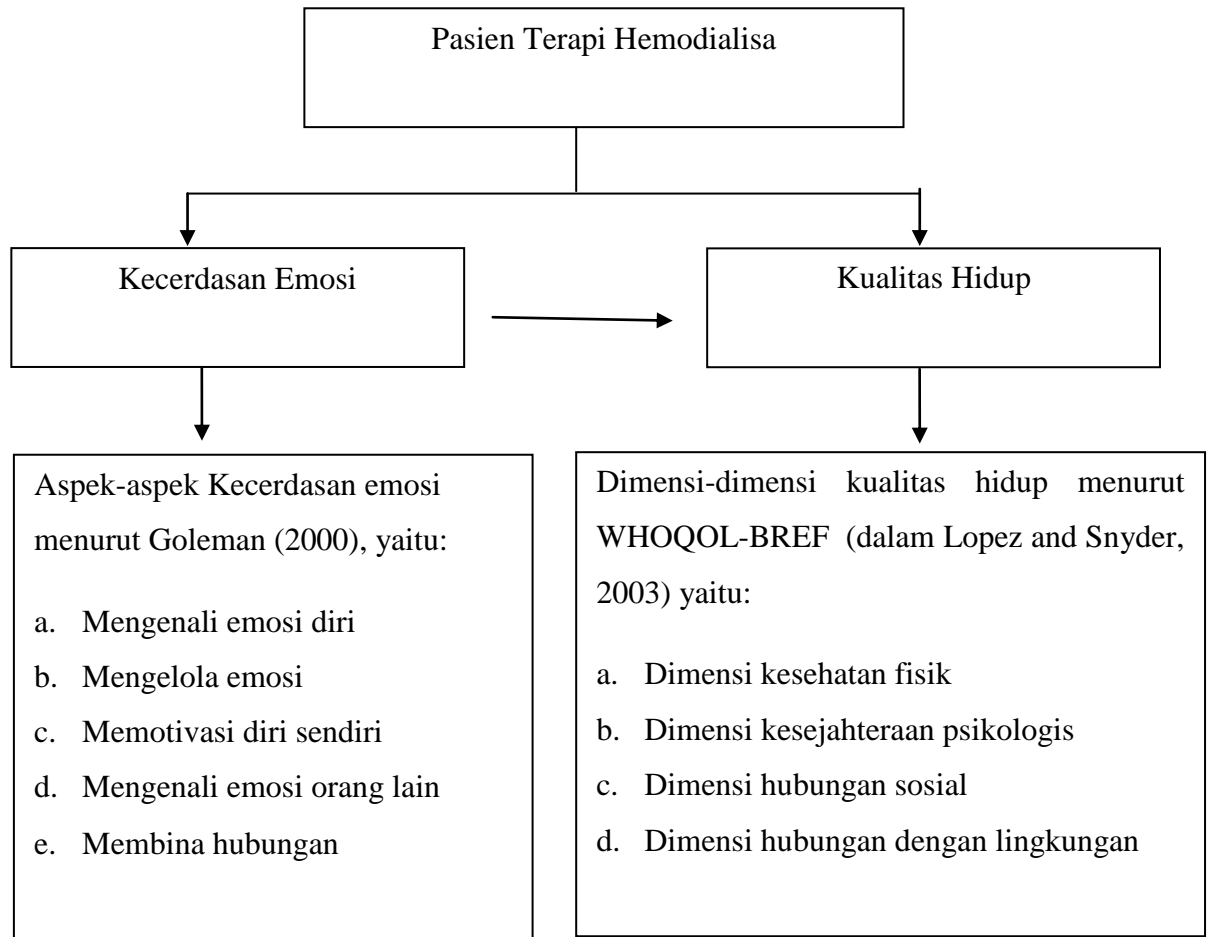 Pasien Terapi Hemodialisa
Kecerdasan Emosi
Kualitas Hidup
Aspek-aspek Kecerdasan emosi
menurut Goleman (2000), yaitu:
a. Mengenali emosi diri
b. Mengelola emosi
c. Memotivasi diri sendiri
d. Mengenali emosi orang lain
e. Membina hubungan
Dimensi-dimensi kualitas hidup menurut
WHOQOL-BREF (dalam Lopez and Snyder,
2003) yaitu:
a. Dimensi kesehatan fisik
b. Dimensi kesejahteraan psikologis
c. Dimensi hubungan sosial
d. Dimensi hubungan dengan lingkungan